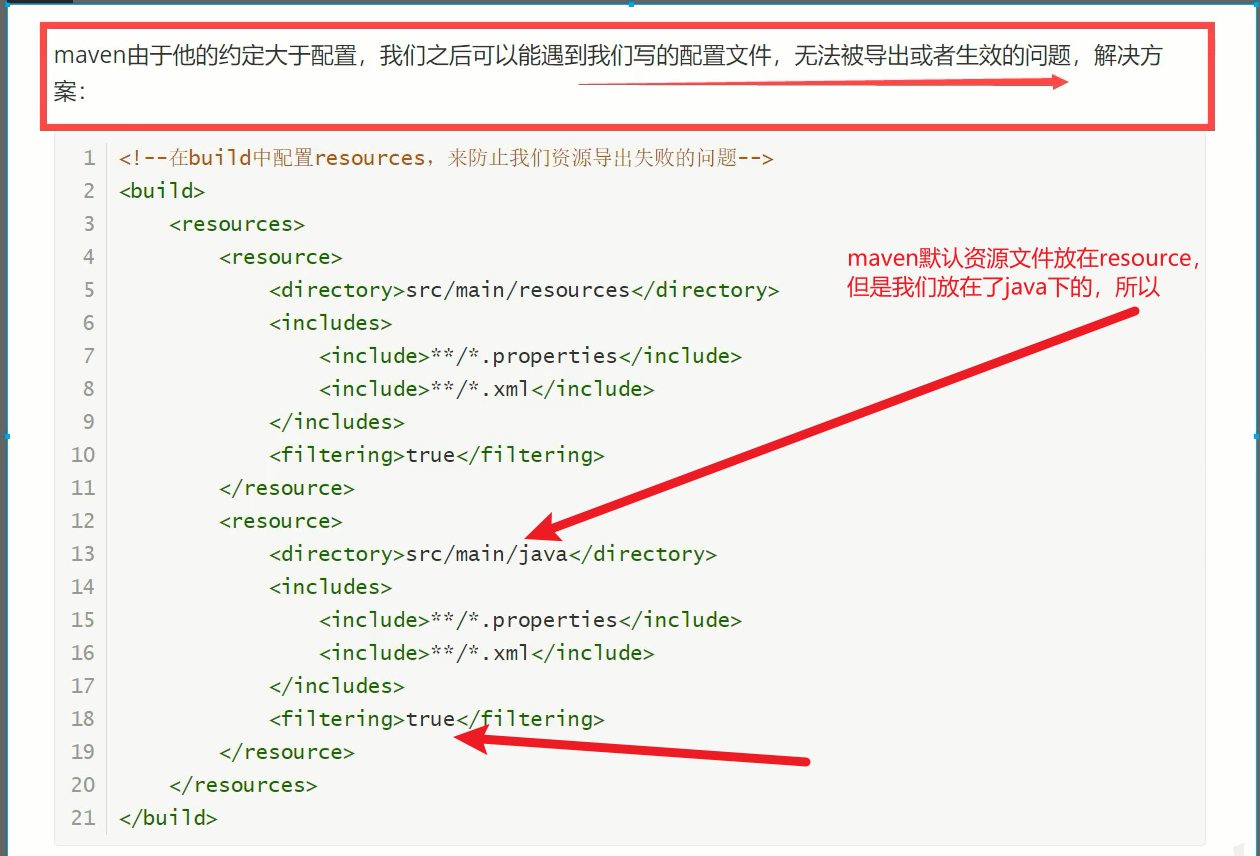 maven由于他的约定大于配置，我们之后可以能遇到我们写的配置文件，无法被导出或者生效的问题，解决方
案：
1 <!--在build中配置resources，来防止我们资源导出失败的问题-->
2 <build>
3     <resources>
4         <resource>
maven默认资源文件放在resource，
但是我们放在了java下的，所以
5             <directory>src/main/resources</directory>
6             <includes>
7                 <include>**/*.properties</include>
8                 <include>**/*.xml</include>
9             </includes>
10             <filtering>true</filtering>
11         </resource>
12         <resource>
13             <directory>src/main/java</directory>
14             <includes>
15                 <include>**/*.properties</include>
16                 <include>**/*.xml</include>
17             </includes>
18             <filtering>true</filtering>
19         </resource>
20     </resources>
21 </build>